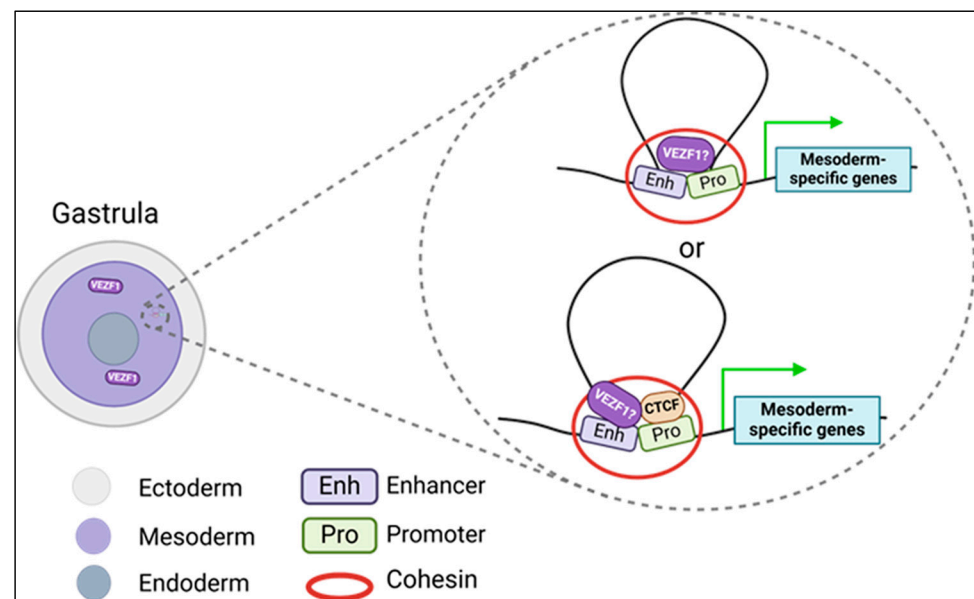 Gastrula
VEZF1
VEZF1
VEZF1?
Enh
Pro
Mesoderm-
specific genes
or
VEZF1?
CTCF
Enh
Pro
Mesoderm-
specific genes
Ectoderm
Mesoderm
Endoderm
Enh Enhancer
Pro Promoter
Cohesin